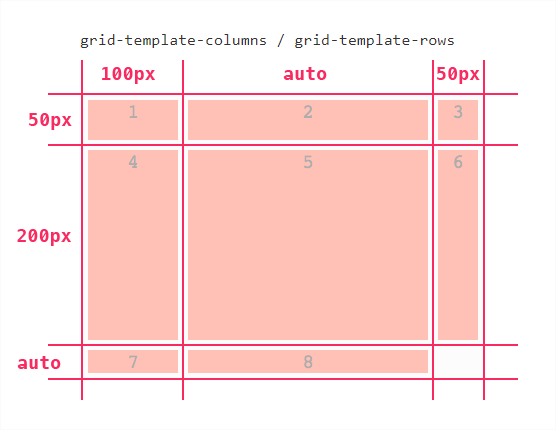 grid-template-columns / grid-template-rows
100px auto 50px
50px 1 2 3
4 5 6
200px
auto 7 8